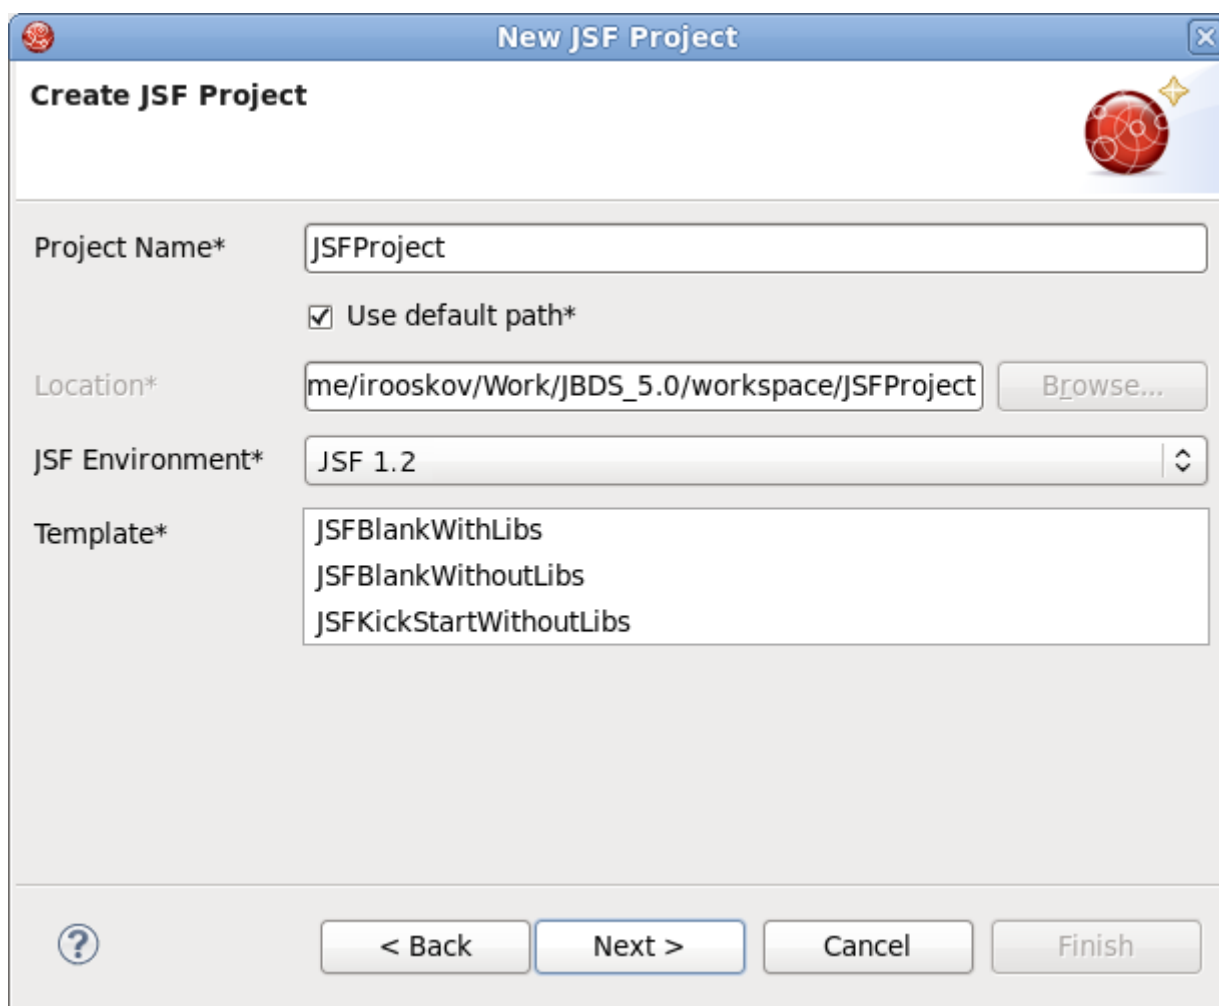 New JSF Project
Create JSF Project
Project Name* JSFProject
Use default path*
Location* me/irooskov/Work/JBDS_5.0/workspace/JSFProject Browse...
JSF Environment* JSF 1.2
Template* JSFBlankWithLibs
JSFBlankWithoutLibs
JSFKickStartWithoutLibs
? < Back Next > Cancel Finish